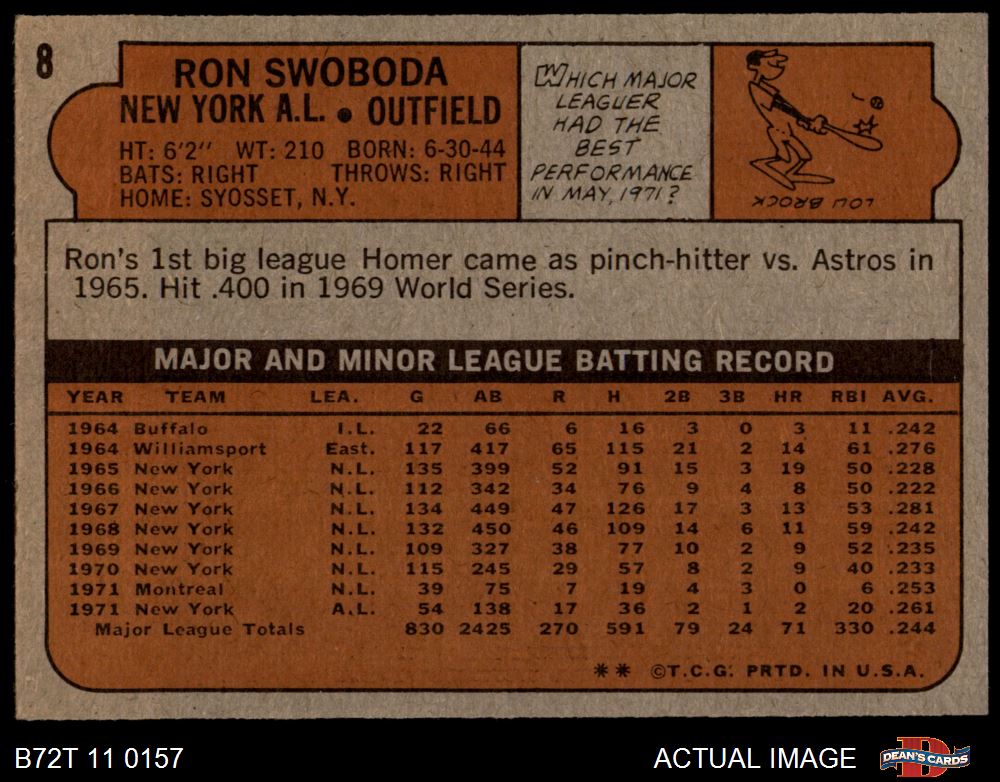 8
RON SWOBODA
NEW YORK A.L. • OUTFIELD
HT: 6'2" WT: 210 BORN: 6-30-44
BATS: RIGHT THROWS: RIGHT
HOME: SYOSSET, N.Y.
WHICH MAJOR
LEAGUER
HAD THE
BEST
PERFORMANCE
IN MAY, 1971?
LOU BROCK
Ron's 1st big league Homer came as pinch-hitter vs. Astros in
1965. Hit .400 in 1969 World Series.
MAJOR AND MINOR LEAGUE BATTING RECORD
YEAR TEAM LEA. G AB R H 2B 3B HR RBI AVG.
1964 Buffalo I.L. 22 66 6 16 3 0 3 11 .242
1964 Williamsport East. 117 417 65 115 21 2 14 61 .276
1965 New York N.L. 135 399 52 91 15 3 19 50 .228
1966 New York N.L. 112 342 34 76 9 4 8 50 .222
1967 New York N.L. 134 449 47 126 17 3 13 53 .281
1968 New York N.L. 132 450 46 109 14 6 11 59 .242
1969 New York N.L. 109 327 38 77 10 2 9 52 .235
1970 New York N.L. 115 245 29 57 8 2 9 40 .233
1971 Montreal N.L. 39 75 7 19 4 3 0 6 .253
1971 New York A.L. 54 138 17 36 2 1 2 20 .261
Major League Totals 830 2425 270 591 79 24 71 330 .244
** ©T.C.G. PRTD. IN U.S.A.
B72T 11 0157
ACTUAL IMAGE
D
DEAN'S CARDS